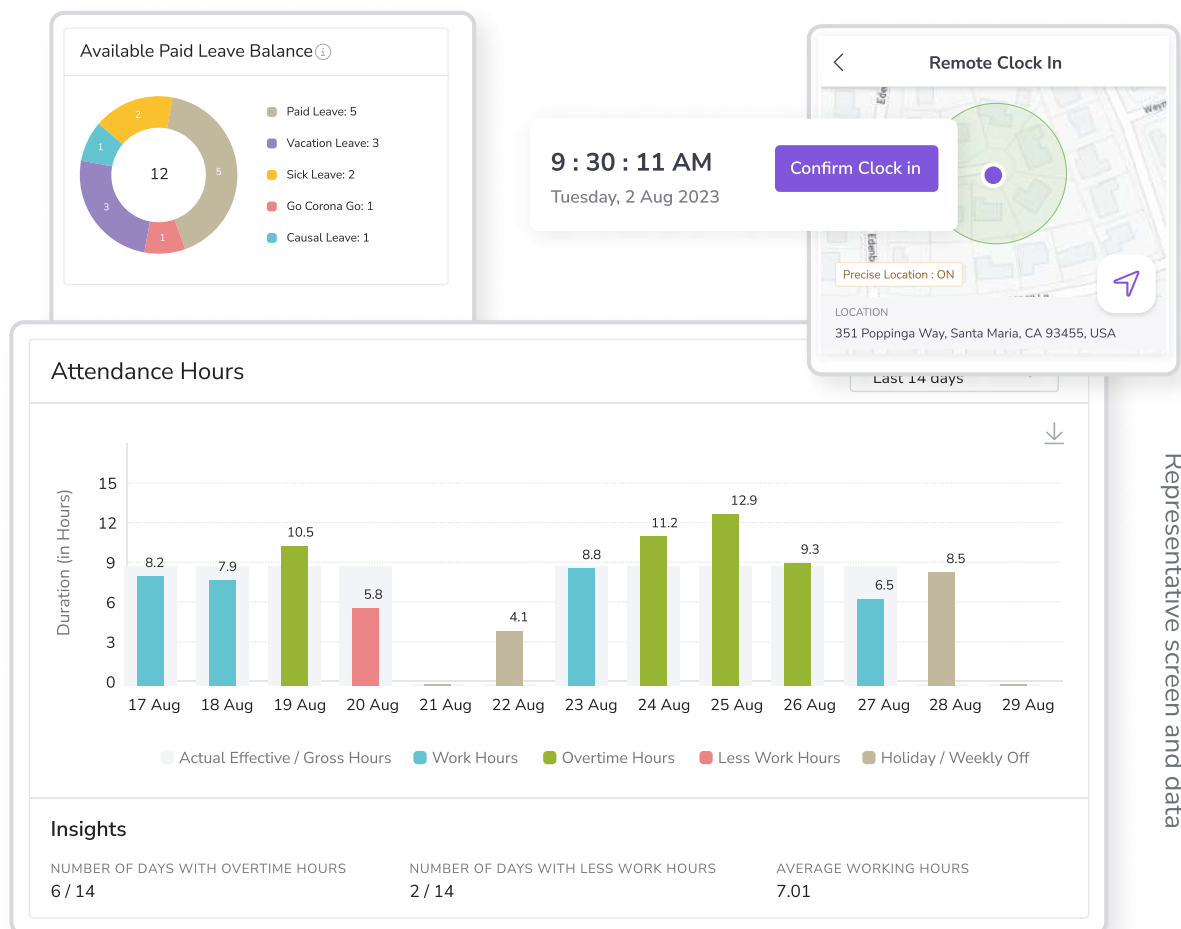 Available Paid Leave Balance
12
5
3
2
1
1
Paid Leave: 5
Vacation Leave: 3
Sick Leave: 2
Go Corona Go: 1
Causal Leave: 1
9 : 30 : 11 AM
Tuesday, 2 Aug 2023
Confirm Clock in
Remote Clock In
Precise Location : ON
LOCATION
351 Poppinga Way, Santa Maria, CA 93455, USA
Attendance Hours
Last 14 days
Duration (in Hours)
15
12
9
6
3
0
8.2
7.9
10.5
5.8
4.1
8.8
11.2
12.9
9.3
6.5
8.5
17 Aug
18 Aug
19 Aug
20 Aug
21 Aug
22 Aug
23 Aug
24 Aug
25 Aug
26 Aug
27 Aug
28 Aug
29 Aug
Actual Effective / Gross Hours
Work Hours
Overtime Hours
Less Work Hours
Holiday / Weekly Off
Insights
NUMBER OF DAYS WITH OVERTIME HOURS
6 / 14
NUMBER OF DAYS WITH LESS WORK HOURS
2 / 14
AVERAGE WORKING HOURS
7.01
Representative screen and data